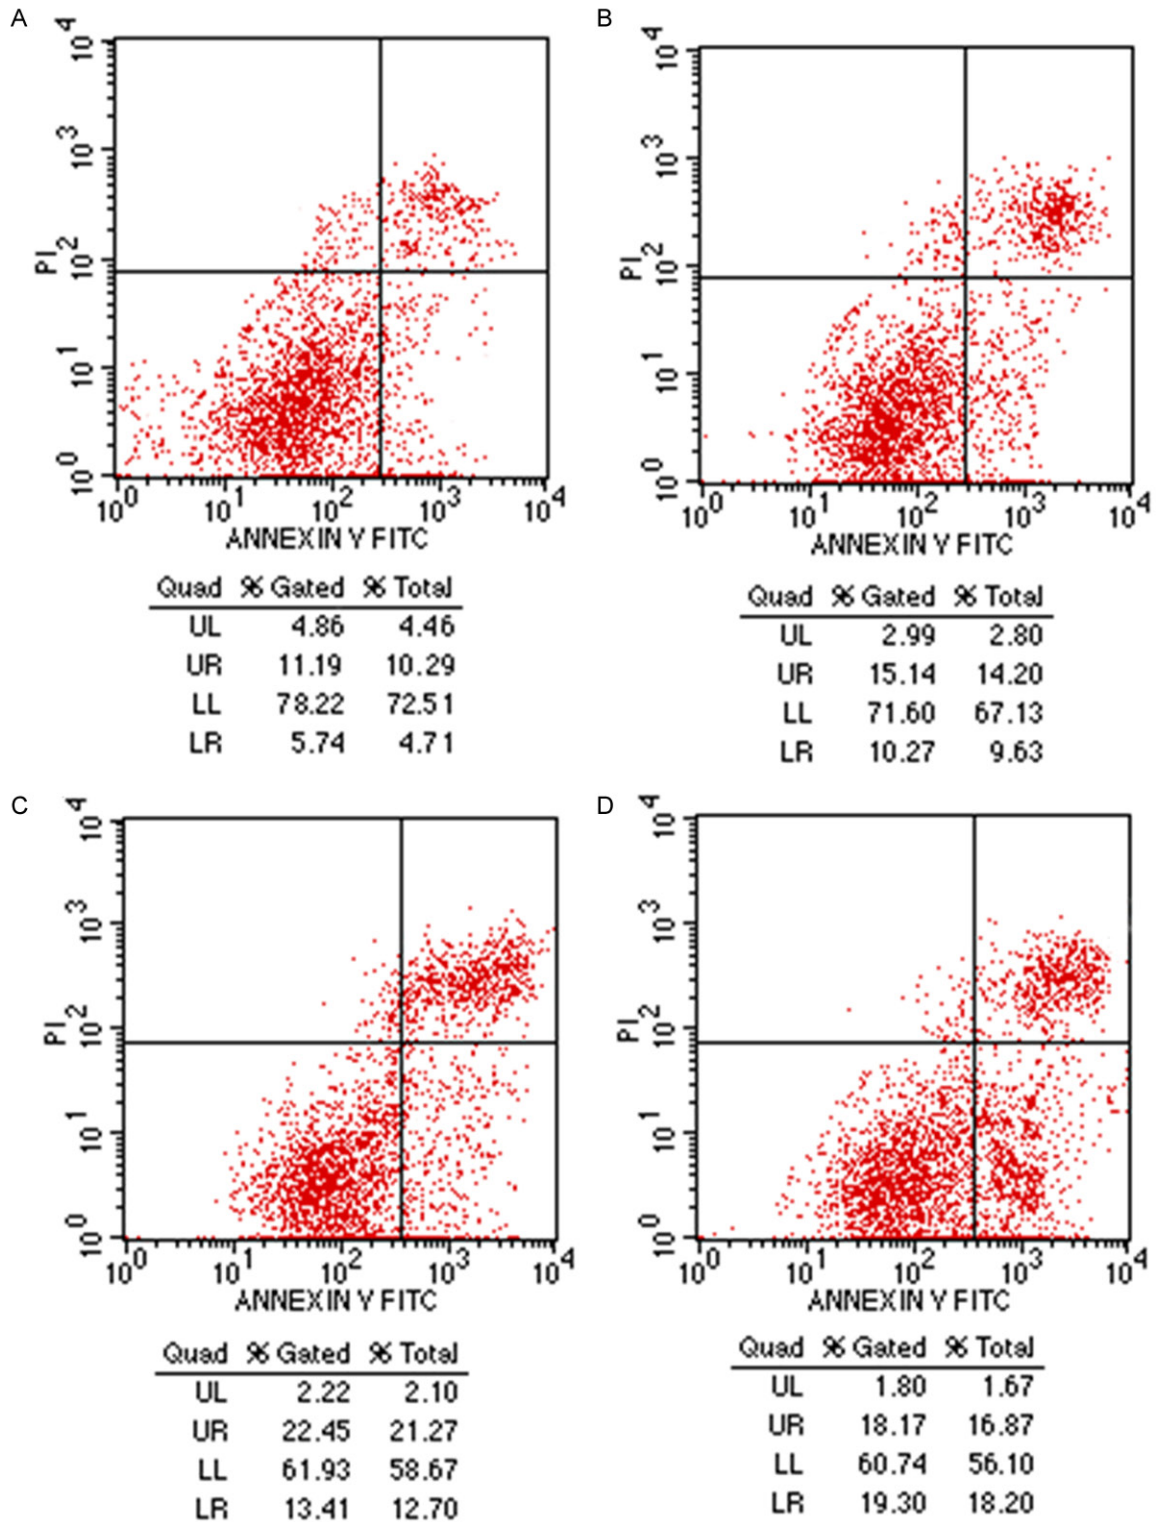 A
10^4
10^3
10^2
10^1
10^0
PI
10^0 10^1 10^2 10^3 10^4
ANNEXIN V FITC
Quad % Gated % Total
UL 4.86 4.46
UR 11.19 10.29
LL 78.22 72.51
LR 5.74 4.71
B
10^4
10^3
10^2
10^1
10^0
PI
10^0 10^1 10^2 10^3 10^4
ANNEXIN V FITC
Quad % Gated % Total
UL 2.99 2.80
UR 15.14 14.20
LL 71.60 67.13
LR 10.27 9.63
C
10^4
10^3
10^2
10^1
10^0
PI
10^0 10^1 10^2 10^3 10^4
ANNEXIN V FITC
Quad % Gated % Total
UL 2.22 2.10
UR 22.45 21.27
LL 61.93 58.67
LR 13.41 12.70
D
10^4
10^3
10^2
10^1
10^0
PI
10^0 10^1 10^2 10^3 10^4
ANNEXIN V FITC
Quad % Gated % Total
UL 1.80 1.67
UR 18.17 16.87
LL 60.74 56.10
LR 19.30 18.20